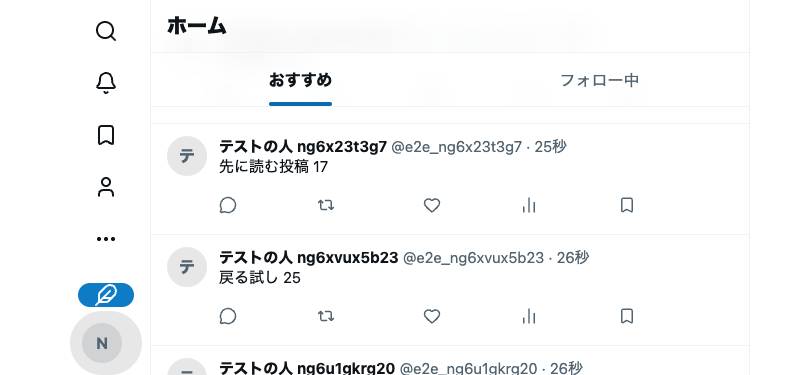 ホーム
おすすめ
フォロー中
テ
テストの人 ng6x23t3g7 @e2e_ng6x23t3g7 · 25秒
先に読む投稿 17
テ
テストの人 ng6xvux5b23 @e2e_ng6xvux5b23 · 26秒
戻る試し 25
N
テストの人 ng6u1gkrg20 @e2e_ng6u1gkrg20 · 26秒